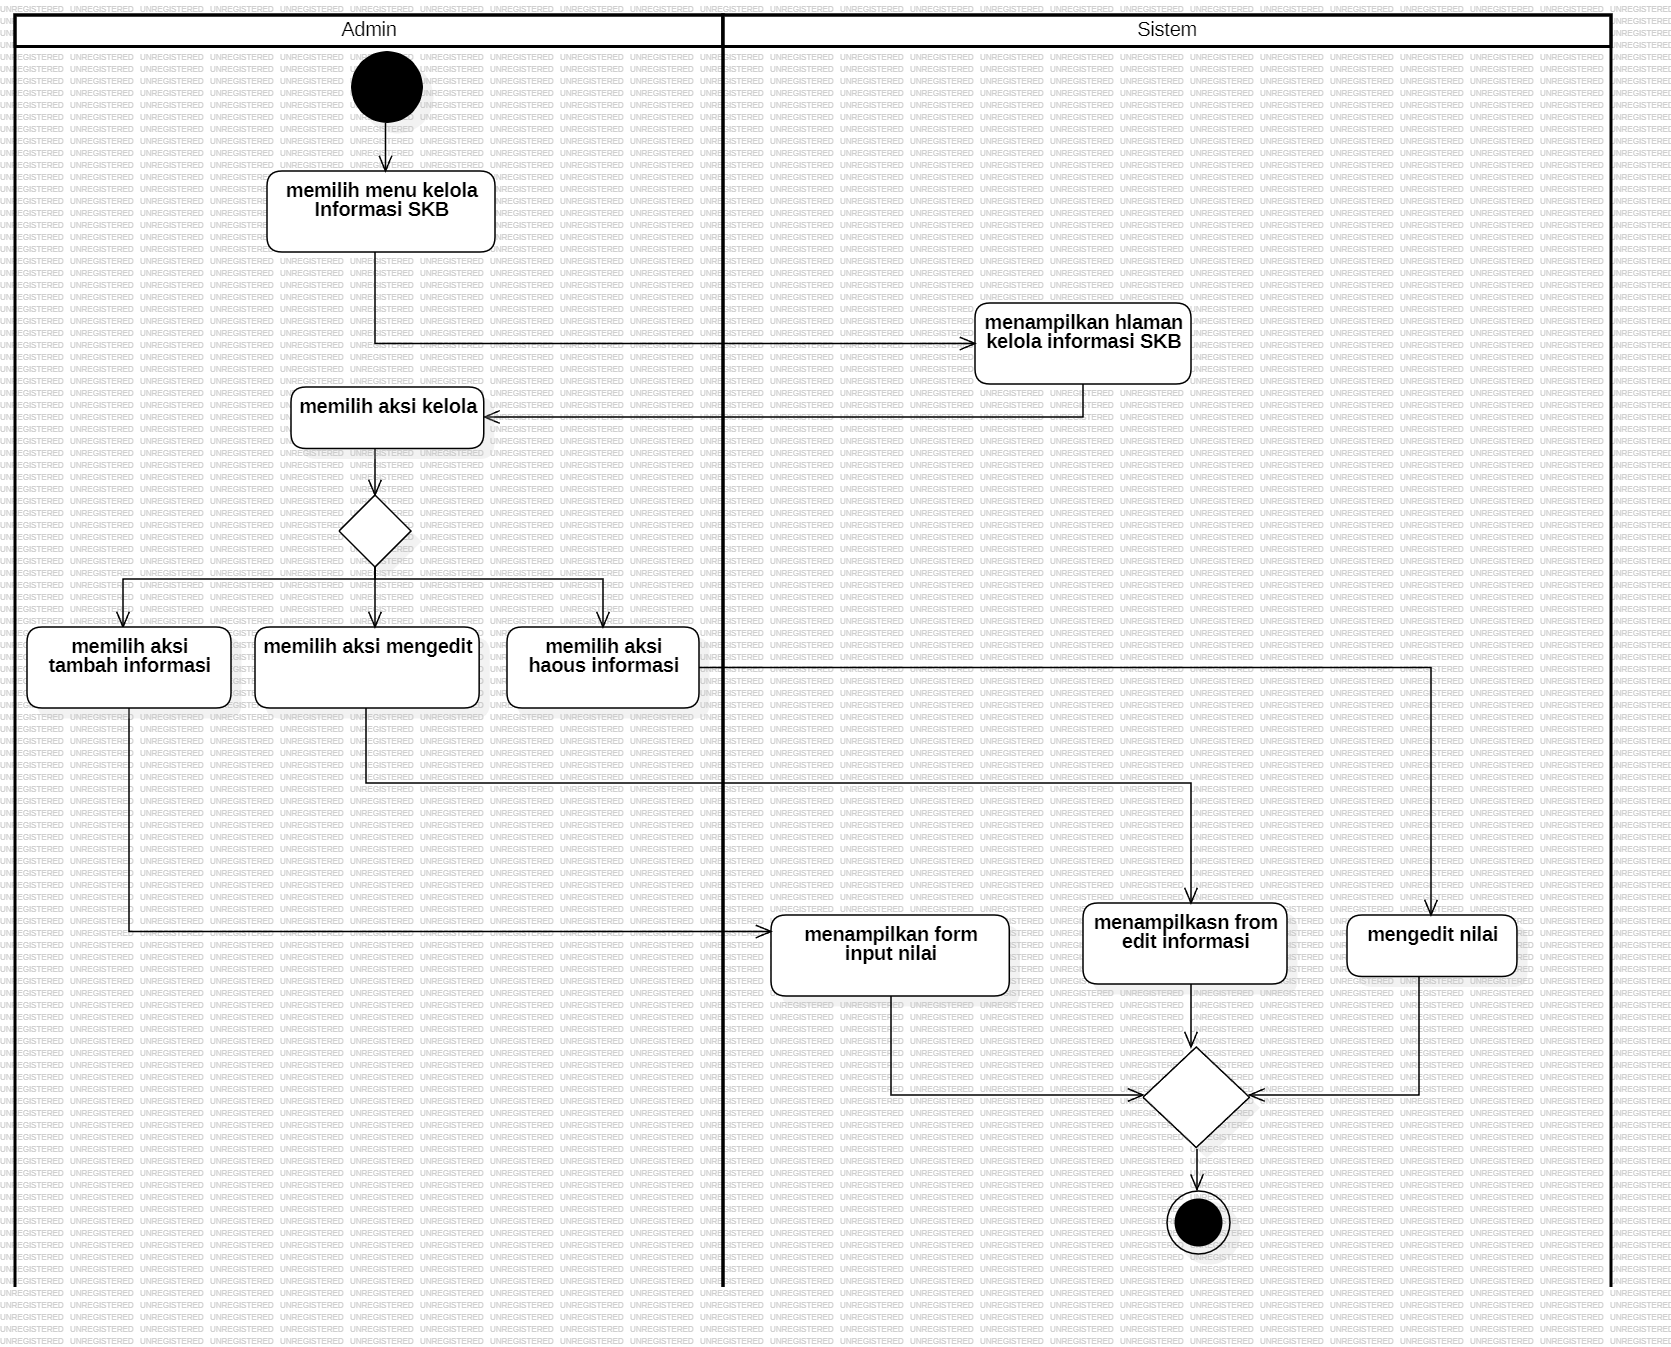 Admin
Sistem
memilih menu kelola
Informasi SKB
menampilkan hlaman
kelola informasi SKB
memilih aksi kelola
memilih aksi
tambah informasi
memilih aksi mengedit
memilih aksi
haous informasi
menampilkan form
input nilai
menampilkasn from
edit informasi
mengedit nilai
UNREGISTERED